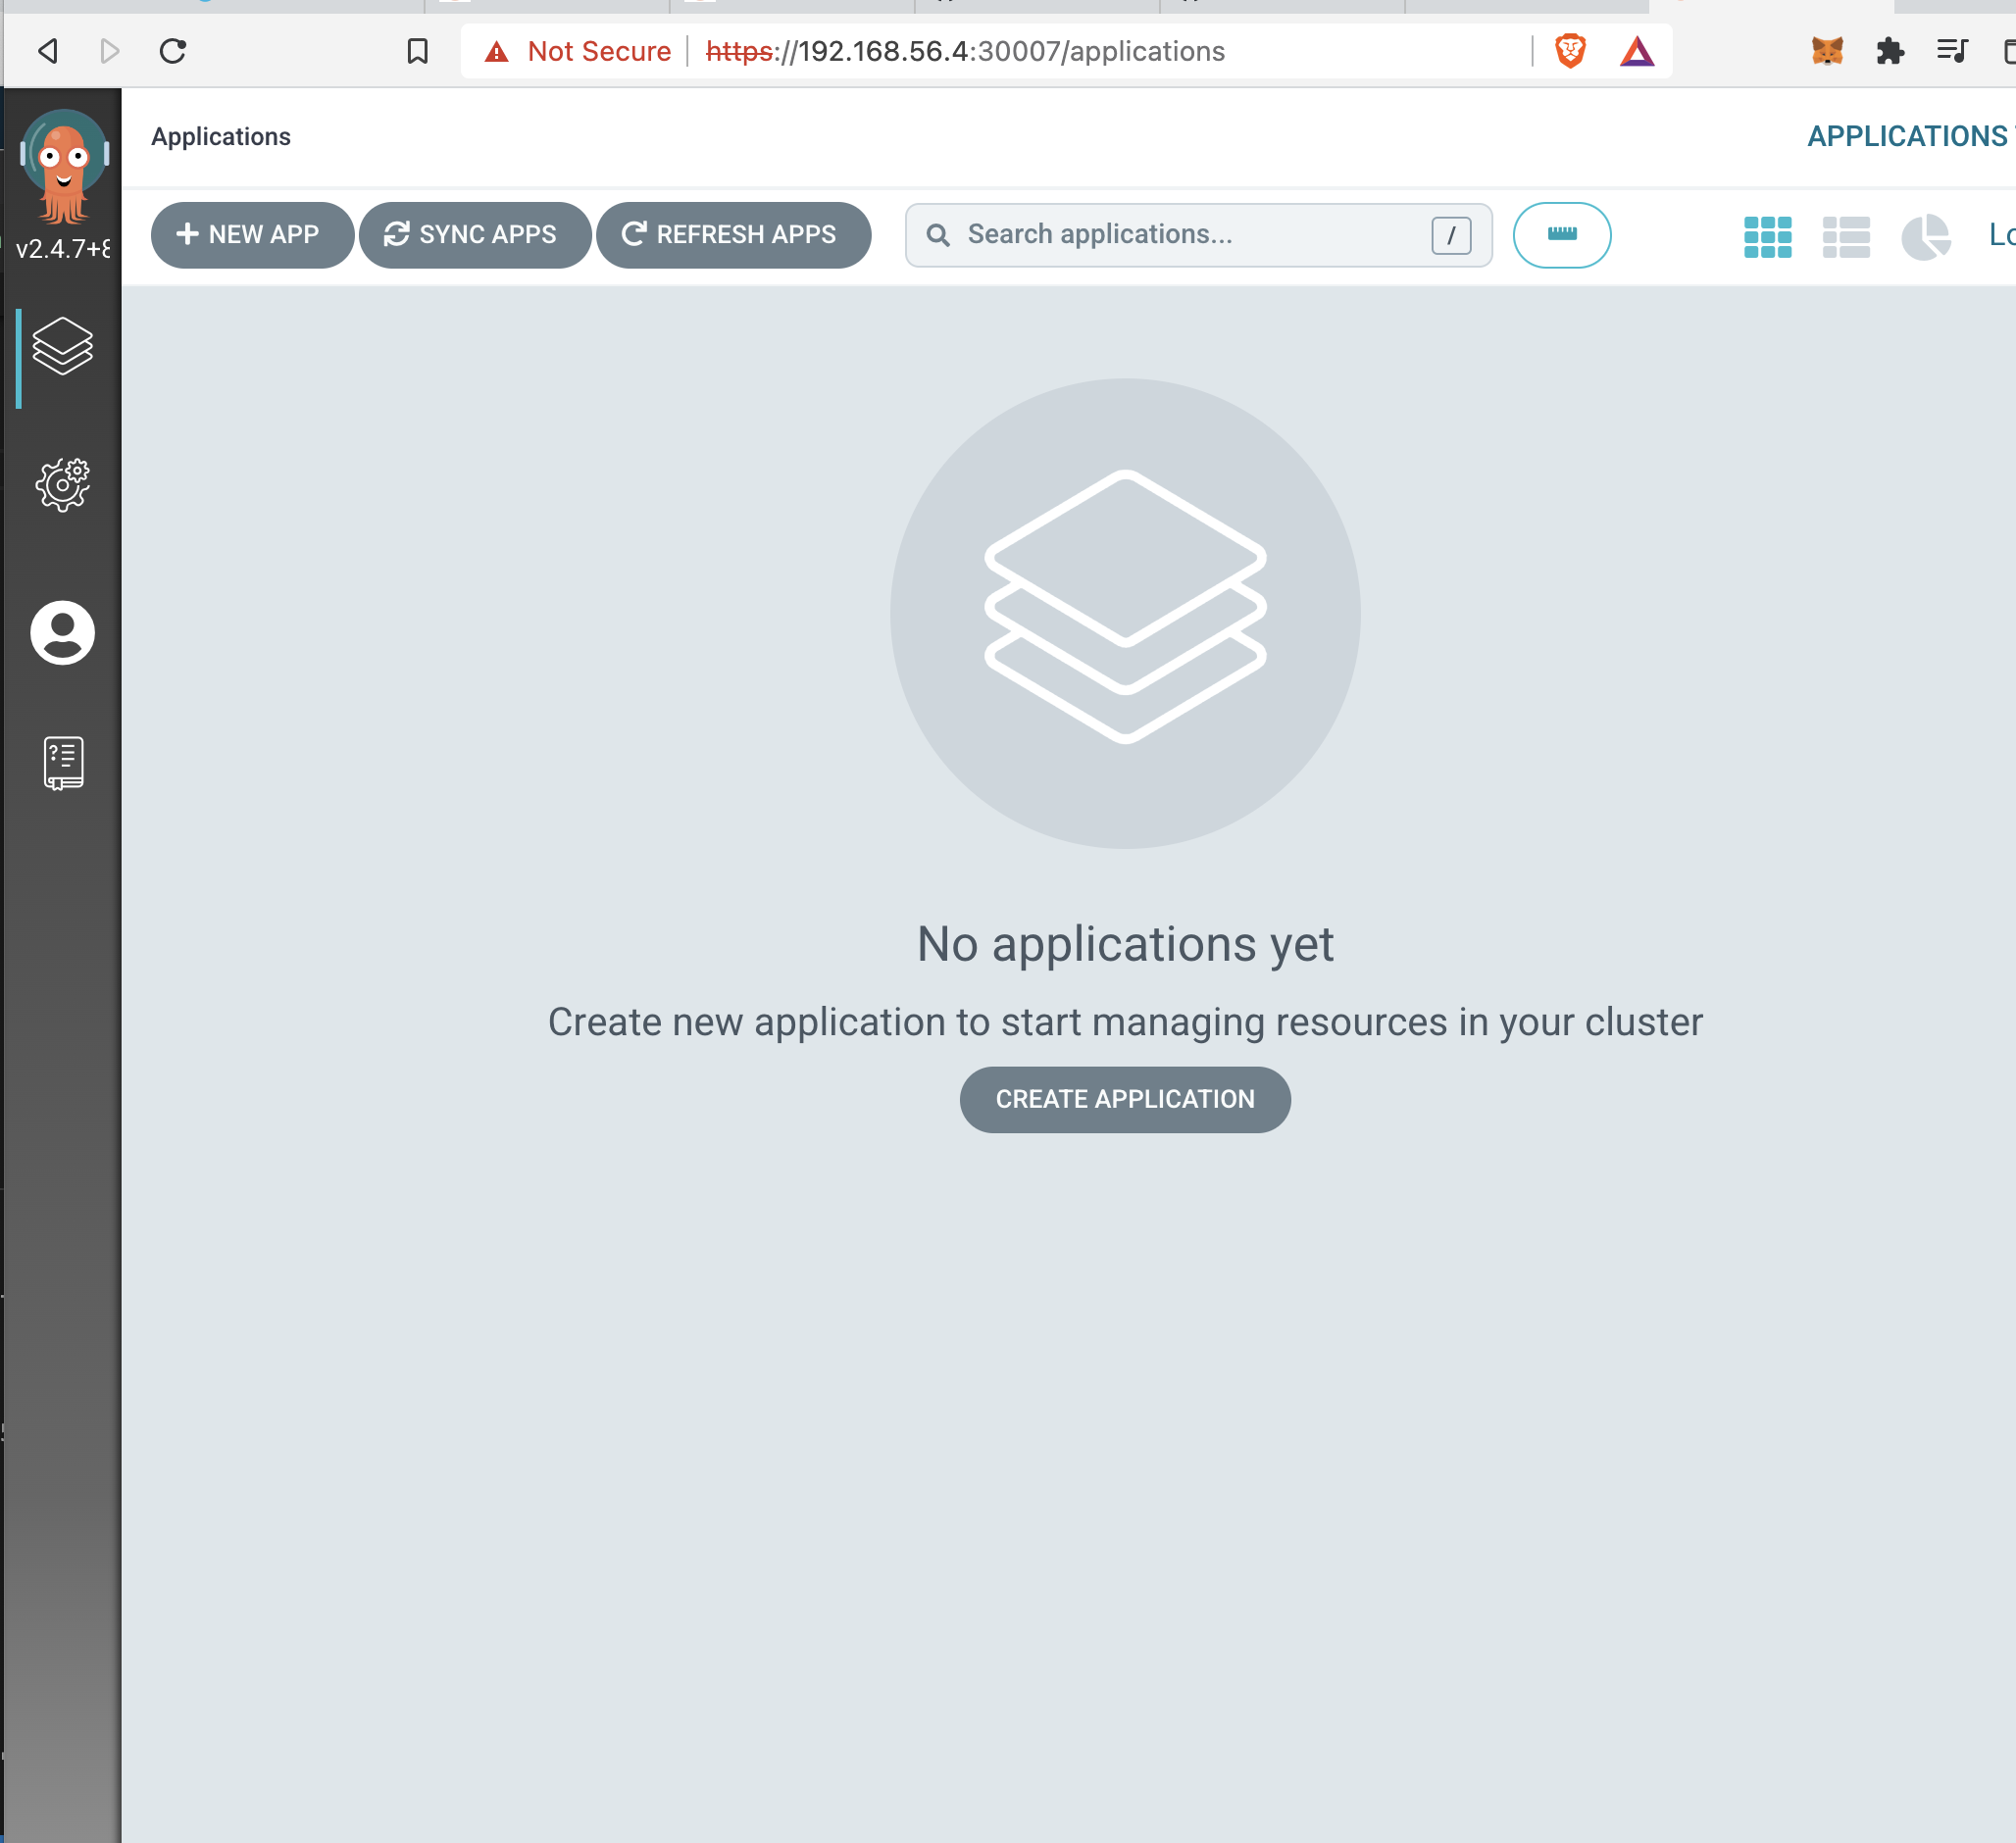 Not Secure https://192.168.56.4:30007/applications
v2.4.7+8
Applications
APPLICATIONS
NEW APP
SYNC APPS
REFRESH APPS
Search applications...
/
Lo
No applications yet
Create new application to start managing resources in your cluster
CREATE APPLICATION